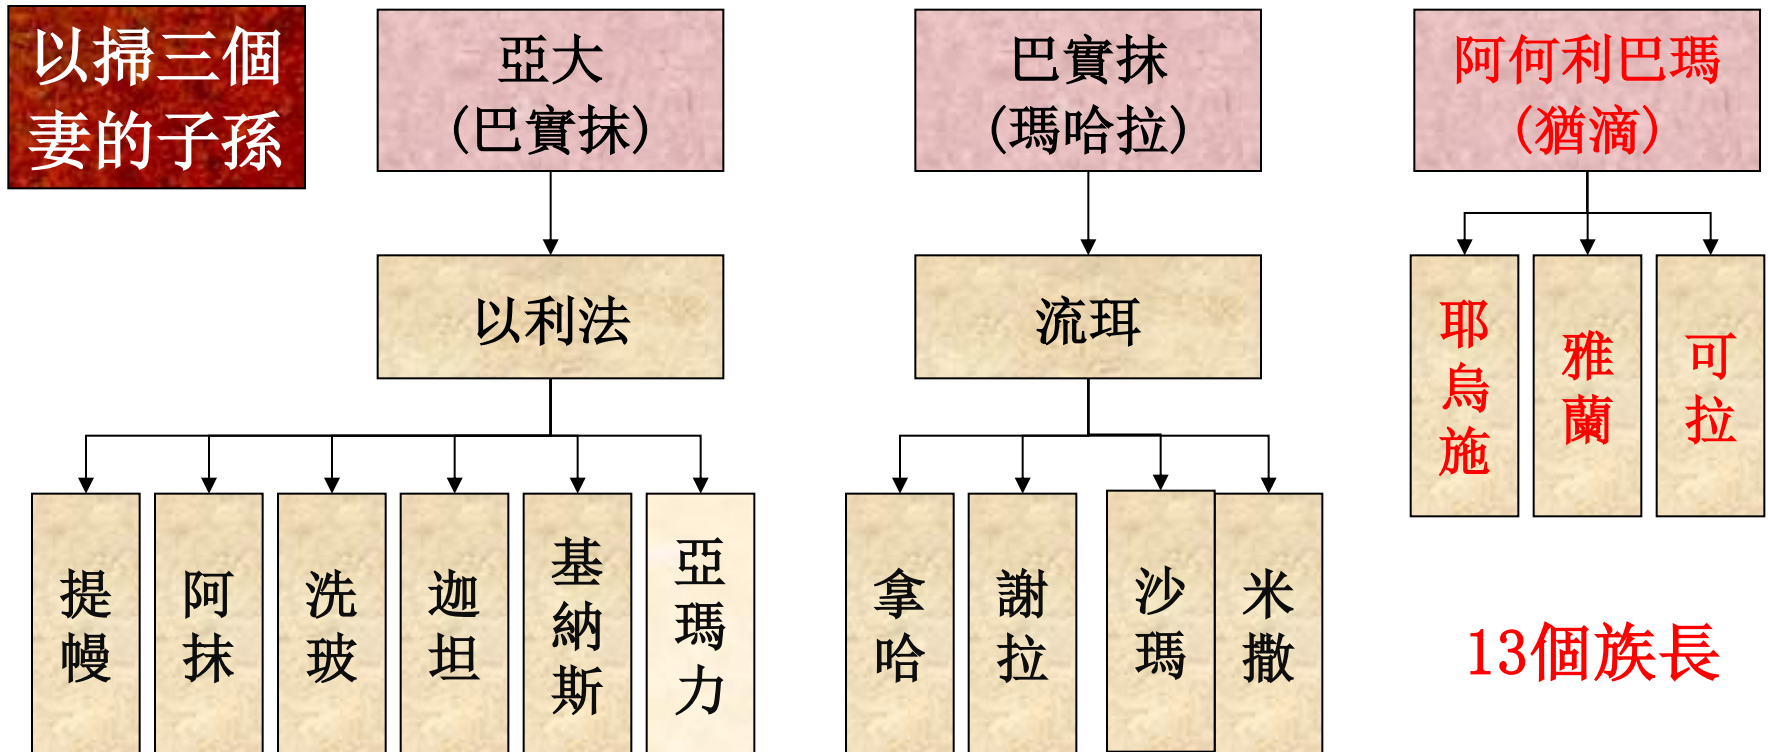 以掃三個
妻的子孫
亞大
(巴實抹)
巴實抹
(瑪哈拉)
阿何利巴瑪
(猶滴)
以利法
流珥
耶烏施
雅蘭
可拉
提幔
阿抹
洗玻
迦坦
基納斯
亞瑪力
拿哈
謝拉
沙瑪
米撒
13個族長